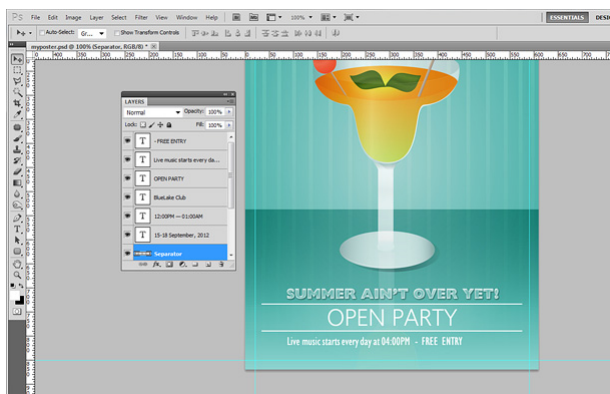 Ps File Edit Image Layer Select Filter View Window Help 100% ESSENTIALS DESI
Auto-Select: Gr... Show Transform Controls
myposter.psd @ 100% (Separator, RGB/8) *
LAYERS
Normal Opacity: 100%
Lock: Fill: 100%
T - FREE ENTRY
T Live music starts every da...
T OPEN PARTY
T BlueLake Club
T 12:00PM — 01:00AM
T 15-18 September, 2012
Separator
SUMMER AIN'T OVER YET!
OPEN PARTY
Live music starts every day at 04:00PM - FREE ENTRY